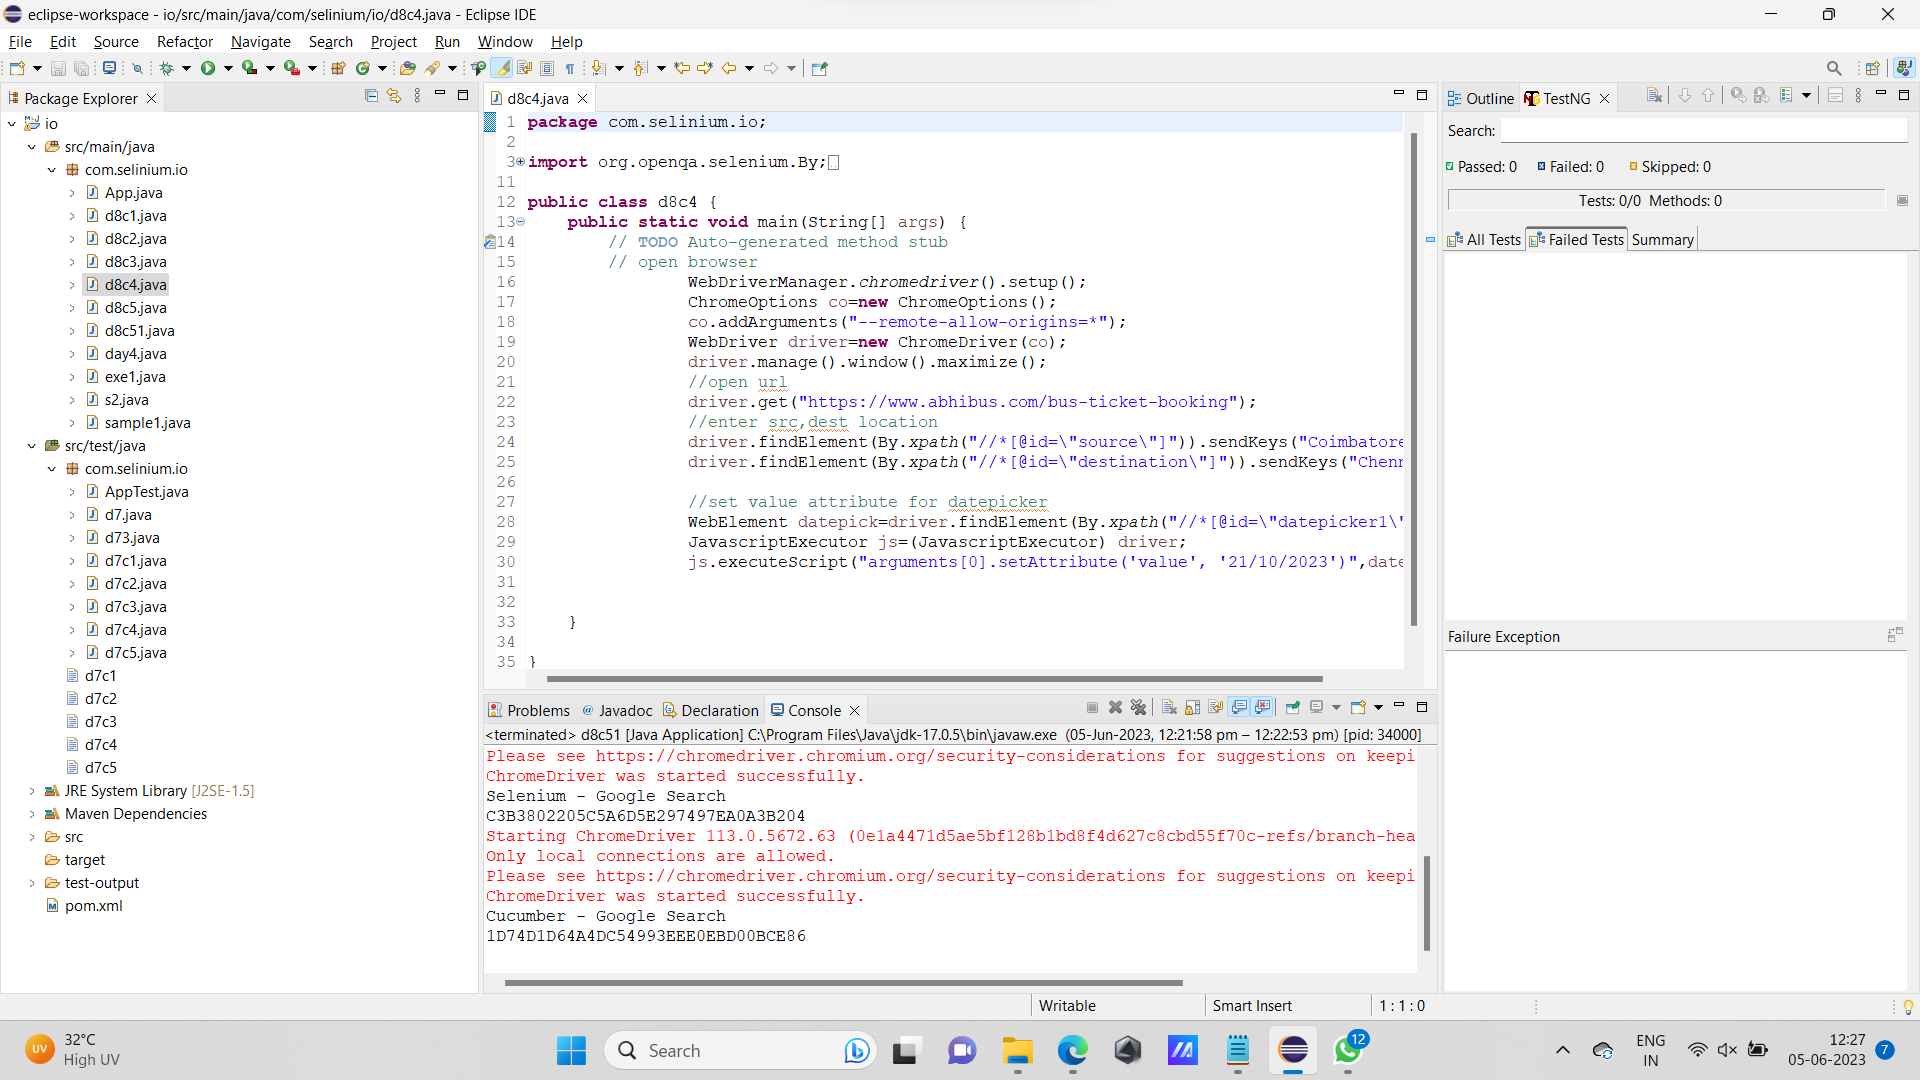 eclipse-workspace - io/src/main/java/com/selinium/io/d8c4.java - Eclipse IDE
File Edit Source Refactor Navigate Search Project Run Window Help
Package Explorer
io
src/main/java
com.selinium.io
App.java
d8c1.java
d8c2.java
d8c3.java
d8c4.java
d8c5.java
d8c51.java
day4.java
exe1.java
s2.java
sample1.java
src/test/java
com.selinium.io
AppTest.java
d7.java
d73.java
d7c1.java
d7c2.java
d7c3.java
d7c4.java
d7c5.java
d7c1
d7c2
d7c3
d7c4
d7c5
JRE System Library [J2SE-1.5]
Maven Dependencies
src
target
test-output
pom.xml
d8c4.java
1 package com.selinium.io;
2
3 import org.openqa.selenium.By;
11
12 public class d8c4 {
13 public static void main(String[] args) {
14 // TODO Auto-generated method stub
15 // open browser
16 WebDriverManager.chromedriver().setup();
17 ChromeOptions co=new ChromeOptions();
18 co.addArguments("--remote-allow-origins=*");
19 WebDriver driver=new ChromeDriver(co);
20 driver.manage().window().maximize();
21 //open url
22 driver.get("https://www.abhibus.com/bus-ticket-booking");
23 //enter src,dest location
24 driver.findElement(By.xpath("//*[@id=\"source\"]")).sendKeys("Coimbatore
25 driver.findElement(By.xpath("//*[@id=\"destination\"]")).sendKeys("Chenn
26
27 //set value attribute for datepicker
28 WebElement datepick=driver.findElement(By.xpath("//*[@id=\"datepicker1\"
29 JavascriptExecutor js=(JavascriptExecutor) driver;
30 js.executeScript("arguments[0].setAttribute('value', '21/10/2023')",date
31
32
33 }
34
35 }
Problems Javadoc Declaration Console
<terminated> d8c51 [Java Application] C:\Program Files\Java\jdk-17.0.5\bin\javaw.exe (05-Jun-2023, 12:21:58 pm – 12:22:53 pm) [pid: 34000]
Please see https://chromedriver.chromium.org/security-considerations for suggestions on keepi
ChromeDriver was started successfully.
Selenium - Google Search
C3B3802205C5A6D5E297497EA0A3B204
Starting ChromeDriver 113.0.5672.63 (0e1a4471d5ae5bf128b1bd8f4d627c8cbd55f70c-refs/branch-hea
Only local connections are allowed.
Please see https://chromedriver.chromium.org/security-considerations for suggestions on keepi
ChromeDriver was started successfully.
Cucumber - Google Search
1D74D1D64A4DC54993EEE0EBD00BCE86
Outline TestNG
Search:
Passed: 0 Failed: 0 Skipped: 0
Tests: 0/0 Methods: 0
All Tests Failed Tests Summary
Failure Exception
Writable Smart Insert 1 : 1 : 0
UV
32°C
High UV
Search
12
ENG
IN
12:27
05-06-2023
7